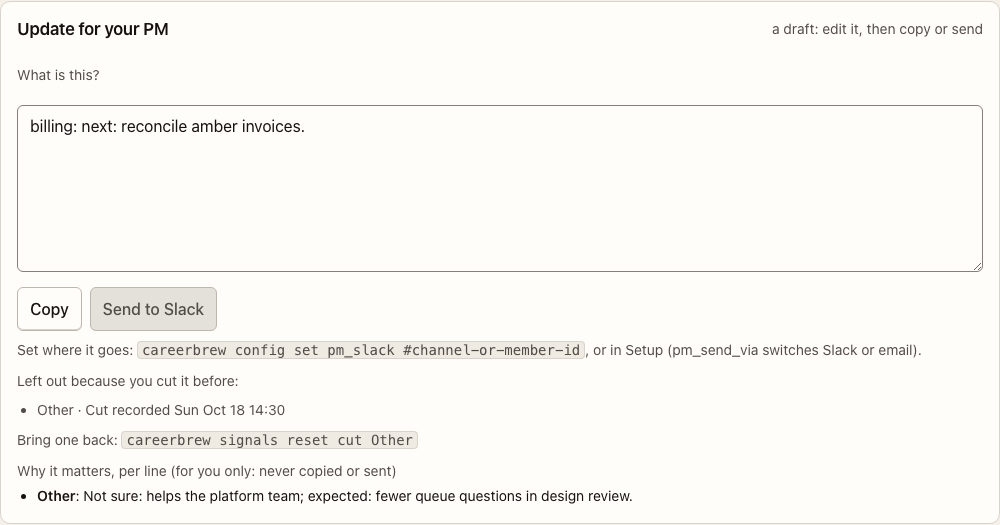 Update for your PM
a draft: edit it, then copy or send
What is this?
billing: next: reconcile amber invoices.
Copy
Send to Slack
Set where it goes: careerbrew config set pm_slack #channel-or-member-id, or in Setup (pm_send_via switches Slack or email).
Left out because you cut it before:
• Other · Cut recorded Sun Oct 18 14:30
Bring one back: careerbrew signals reset cut Other
Why it matters, per line (for you only: never copied or sent)
• Other: Not sure: helps the platform team; expected: fewer queue questions in design review.